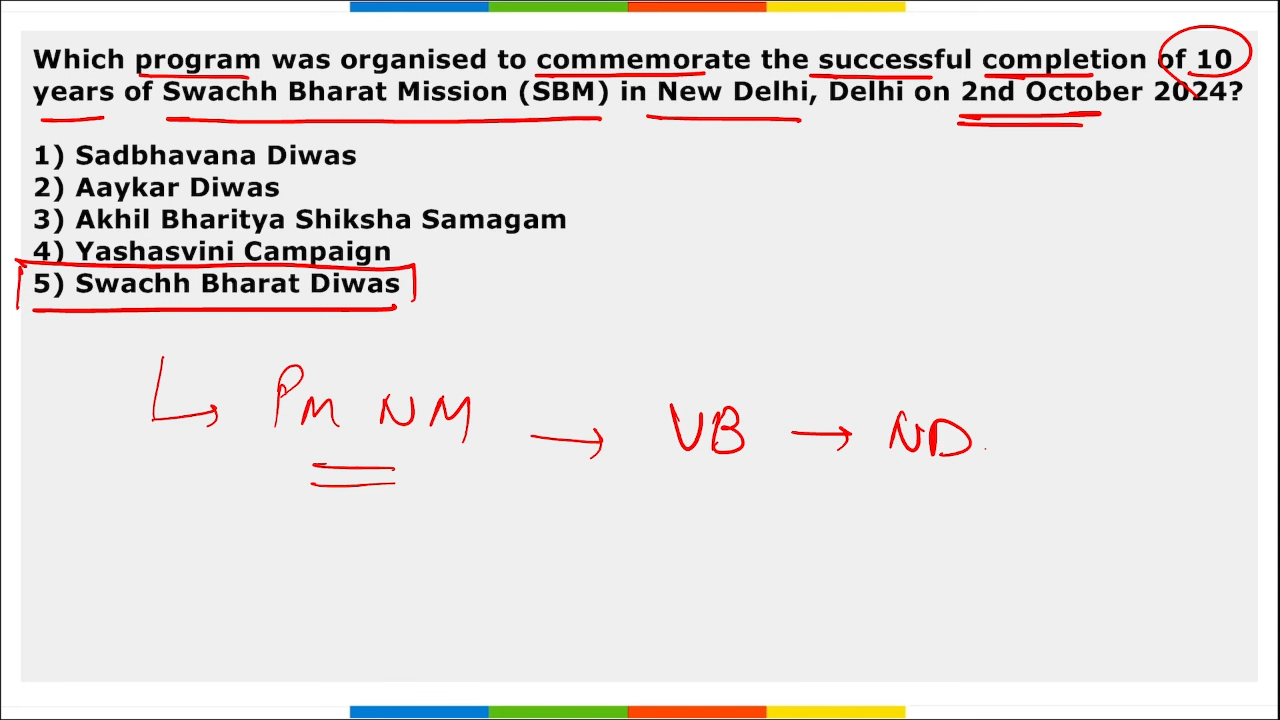 Which program was organised to commemorate the successful completion of 10
years of Swachh Bharat Mission (SBM) in New Delhi, Delhi on 2nd October 2024?
1) Sadbhavana Diwas
2) Aaykar Diwas
3) Akhil Bharitya Shiksha Samagam
4) Yashasvini Campaign
5) Swachh Bharat Diwas
PM NM → VB → ND